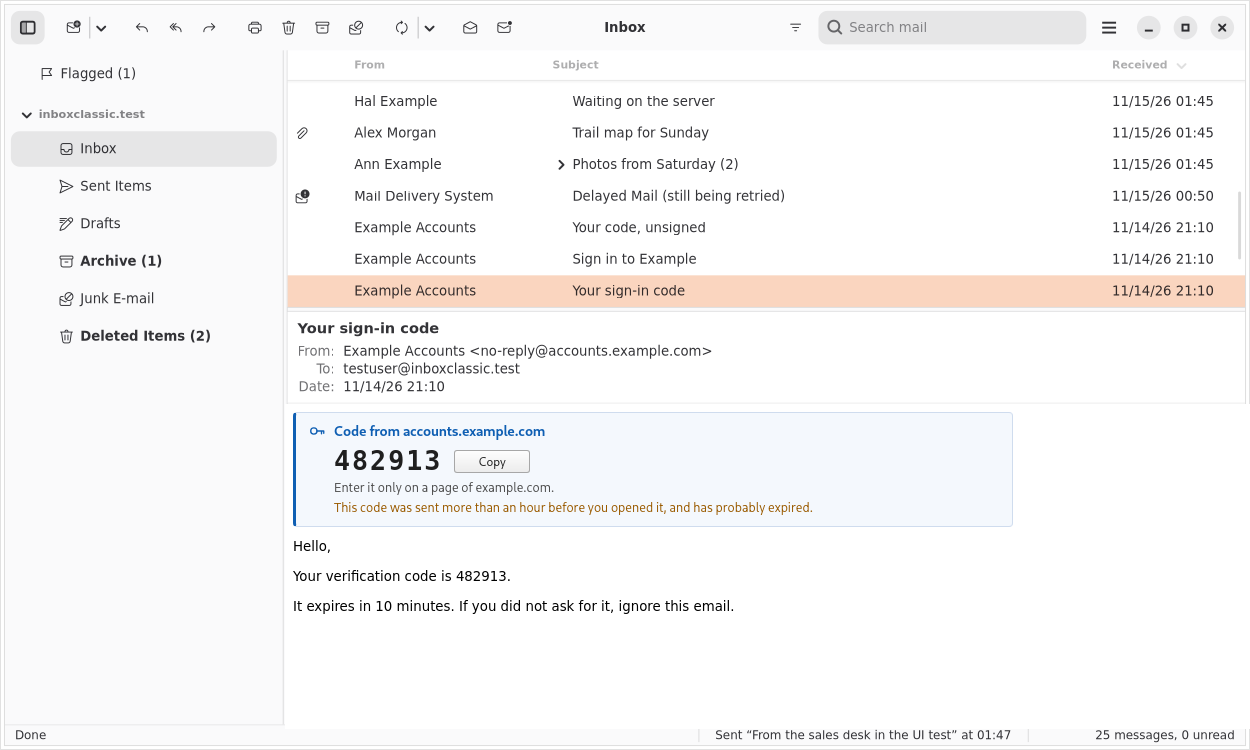 Inbox
Search mail
Flagged (1)
inboxclassic.test
Inbox
Sent Items
Drafts
Archive (1)
Junk E-mail
Deleted Items (2)
From Subject Received
Hal Example Waiting on the server 11/15/26 01:45
Alex Morgan Trail map for Sunday 11/15/26 01:45
Ann Example Photos from Saturday (2) 11/15/26 01:45
Mail Delivery System Delayed Mail (still being retried) 11/15/26 00:50
Example Accounts Your code, unsigned 11/14/26 21:10
Example Accounts Sign in to Example 11/14/26 21:10
Example Accounts Your sign-in code 11/14/26 21:10
Your sign-in code
From: Example Accounts <no-reply@accounts.example.com>
To: testuser@inboxclassic.test
Date: 11/14/26 21:10
Code from accounts.example.com
482913 Copy
Enter it only on a page of example.com.
This code was sent more than an hour before you opened it, and has probably expired.
Hello,
Your verification code is 482913.
It expires in 10 minutes. If you did not ask for it, ignore this email.
Done Sent “From the sales desk in the UI test” at 01:47 25 messages, 0 unread